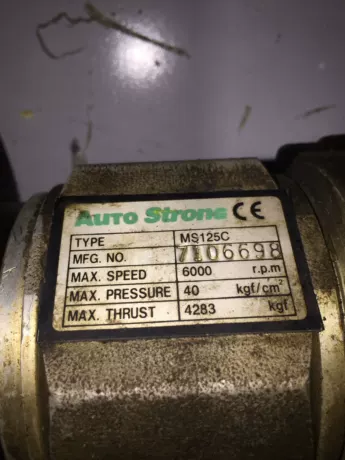 Auto Strong CE
TYPE MS125C
MFG. NO. 7106698
MAX. SPEED 6000 r.p.m
MAX. PRESSURE 40 kgf/cm²
MAX. THRUST 4283 kgf